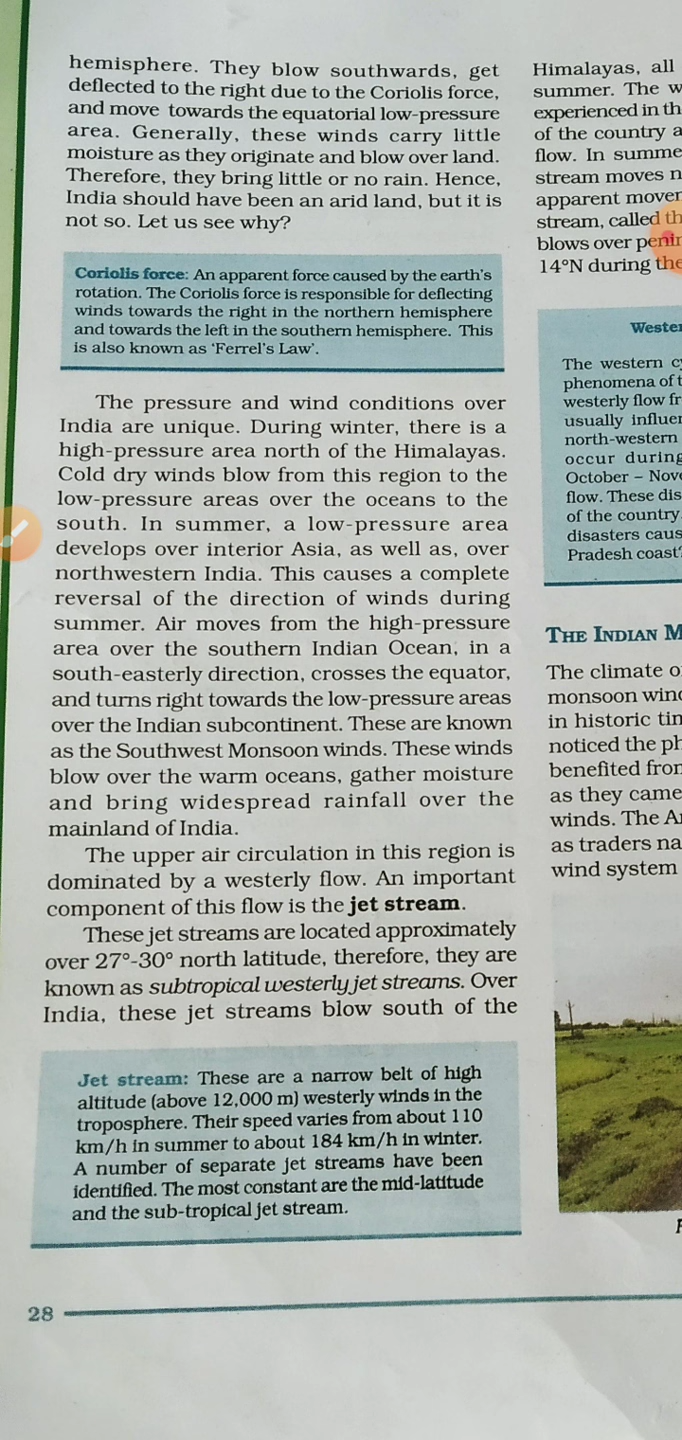 hemisphere. They blow southwards, get
deflected to the right due to the Coriolis force,
and move towards the equatorial low-pressure
area. Generally, these winds carry little
moisture as they originate and blow over land.
Therefore, they bring little or no rain. Hence,
India should have been an arid land, but it is
not so. Let us see why?
Coriolis force: An apparent force caused by the earth's
rotation. The Coriolis force is responsible for deflecting
winds towards the right in the northern hemisphere
and towards the left in the southern hemisphere. This
is also known as 'Ferrel's Law'.
The pressure and wind conditions over
India are unique. During winter, there is a
high-pressure area north of the Himalayas.
Cold dry winds blow from this region to the
low-pressure areas over the oceans to the
south. In summer, a low-pressure area
develops over interior Asia, as well as, over
northwestern India. This causes a complete
reversal of the direction of winds during
summer. Air moves from the high-pressure
area over the southern Indian Ocean, in a
south-easterly direction, crosses the equator,
and turns right towards the low-pressure areas
over the Indian subcontinent. These are known
as the Southwest Monsoon winds. These winds
blow over the warm oceans, gather moisture
and bring widespread rainfall over the
mainland of India.
The upper air circulation in this region is
dominated by a westerly flow. An important
component of this flow is the jet stream.
These jet streams are located approximately
over 27°-30° north latitude, therefore, they are
known as subtropical westerly jet streams. Over
India, these jet streams blow south of the
Jet stream: These are a narrow belt of high
altitude (above 12,000 m) westerly winds in the
troposphere. Their speed varies from about 110
km/h in summer to about 184 km/h in winter.
A number of separate jet streams have been
identified. The most constant are the mid-latitude
and the sub-tropical jet stream.
28
Himalayas, all
summer. The w
experienced in th
of the country a
flow. In summe
stream moves n
apparent mover
stream, called th
blows over penin
14°N during the
Wester
The western cy
phenomena of t
westerly flow fr
usually influen
north-western
occur during
October – Nove
flow. These dis
of the country
disasters caus
Pradesh coast?
THE INDIAN M
The climate o
monsoon wind
in historic tim
noticed the ph
benefited from
as they came
winds. The Ar
as traders na
wind system